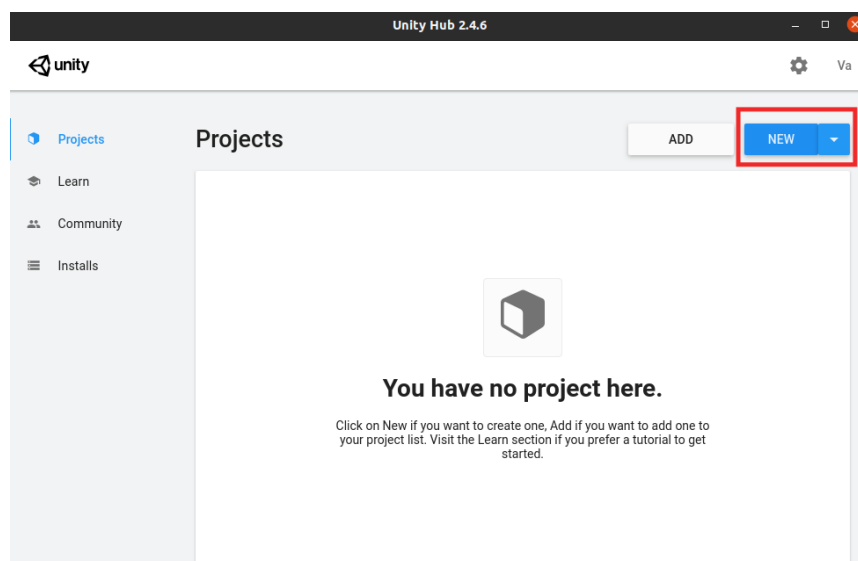 Unity Hub 2.4.6
unity
Va
Projects
Learn
Community
Installs
Projects
ADD
NEW
You have no project here.
Click on New if you want to create one, Add if you want to add one to
your project list. Visit the Learn section if you prefer a tutorial to get
started.